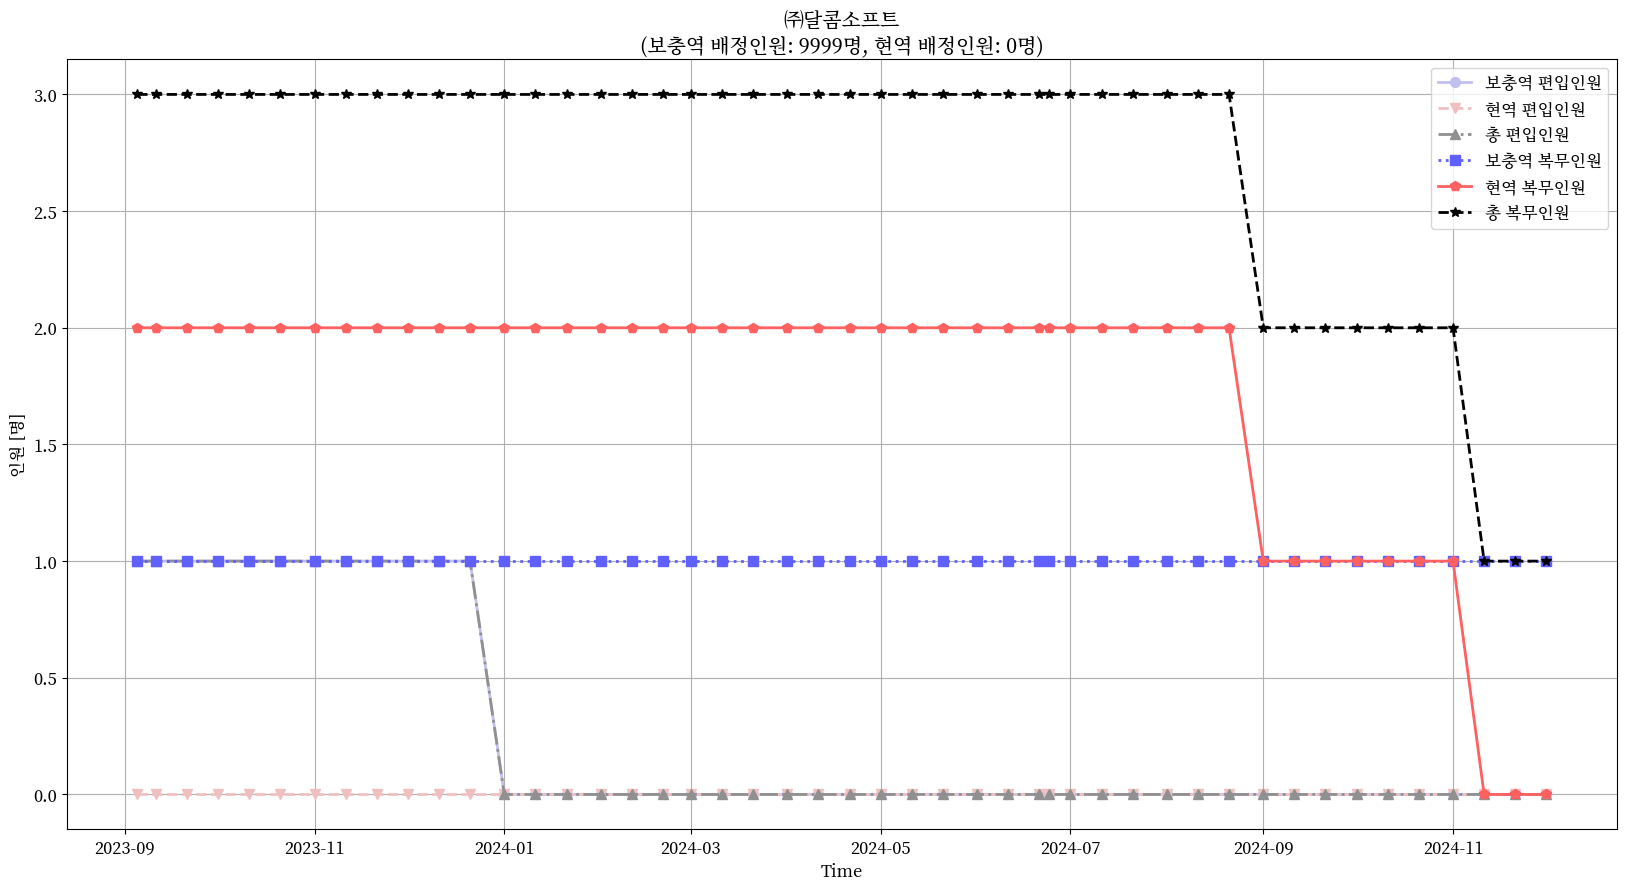 ㈜달콤소프트
(보충역 배정인원: 9999명, 현역 배정인원: 0명)
보충역 편입인원
현역 편입인원
총 편입인원
보충역 복무인원
현역 복무인원
총 복무인원
인원 [명]
3.0
2.5
2.0
1.5
1.0
0.5
0.0
2023-09
2023-11
2024-01
2024-03
2024-05
2024-07
2024-09
2024-11
Time